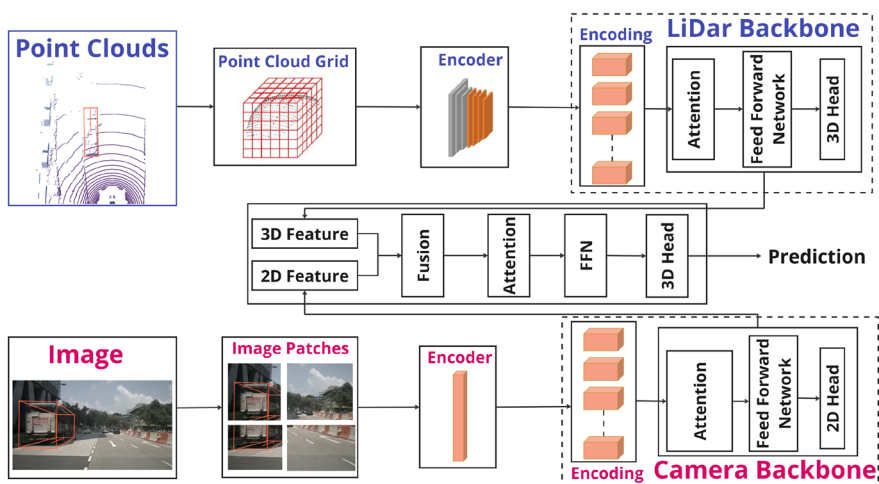 Point Clouds
Point Cloud Grid
Encoder
Encoding
LiDar Backbone
Attention
Feed Forward
Network
3D Head
3D Feature
2D Feature
Fusion
Attention
FFN
3D Head
Prediction
Image
Image Patches
Encoder
Encoding
Attention
Feed Forward
Network
2D Head
Camera Backbone